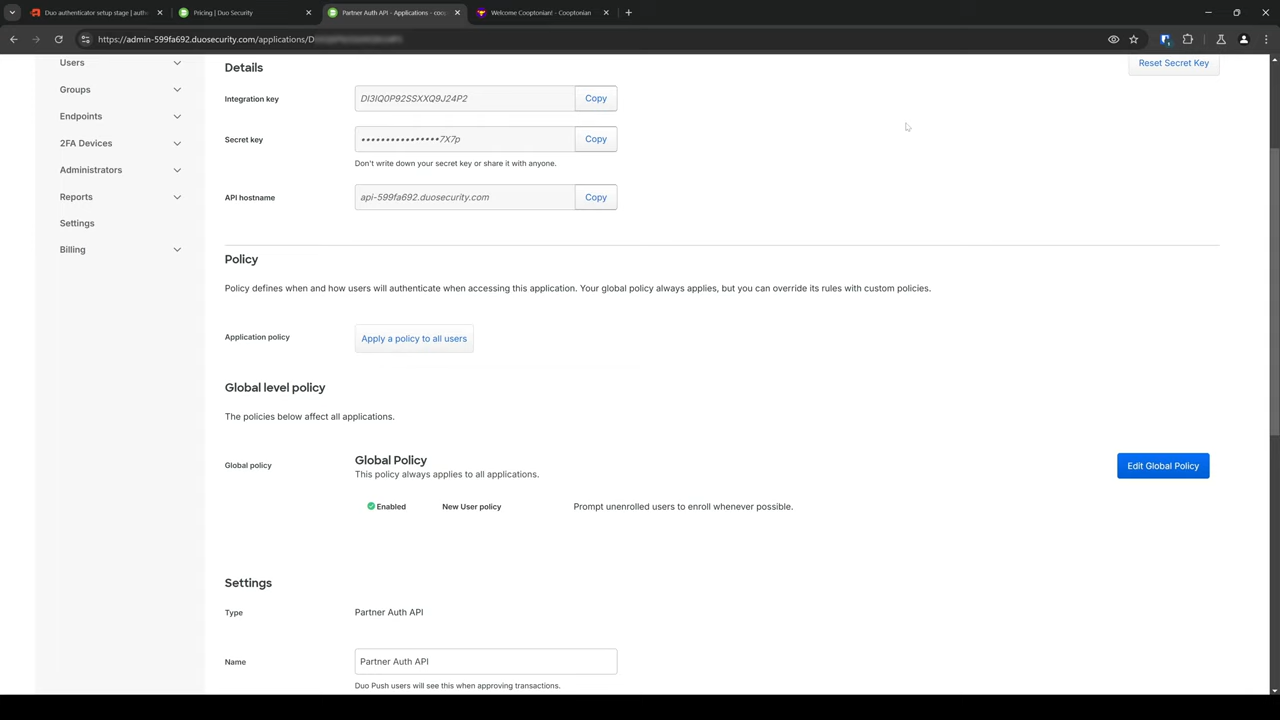 Duo authenticator setup stage | auth
Pricing | Duo Security
Partner Auth API - Applications - coo
Welcome Cooptonian! - Cooptonian
https://admin-599fa692.duosecurity.com/applications/D
Users
Groups
Endpoints
2FA Devices
Administrators
Reports
Settings
Billing
Details
Reset Secret Key
Integration key
DI3IQ0P92SSXXQ9J24P2
Copy
Secret key
••••••••••••••••7X7p
Copy
Don't write down your secret key or share it with anyone.
API hostname
api-599fa692.duosecurity.com
Copy
Policy
Policy defines when and how users will authenticate when accessing this application. Your global policy always applies, but you can override its rules with custom policies.
Application policy
Apply a policy to all users
Global level policy
The policies below affect all applications.
Global policy
Global Policy
This policy always applies to all applications.
Edit Global Policy
Enabled
New User policy
Prompt unenrolled users to enroll whenever possible.
Settings
Type
Partner Auth API
Name
Partner Auth API
Duo Push users will see this when approving transactions.